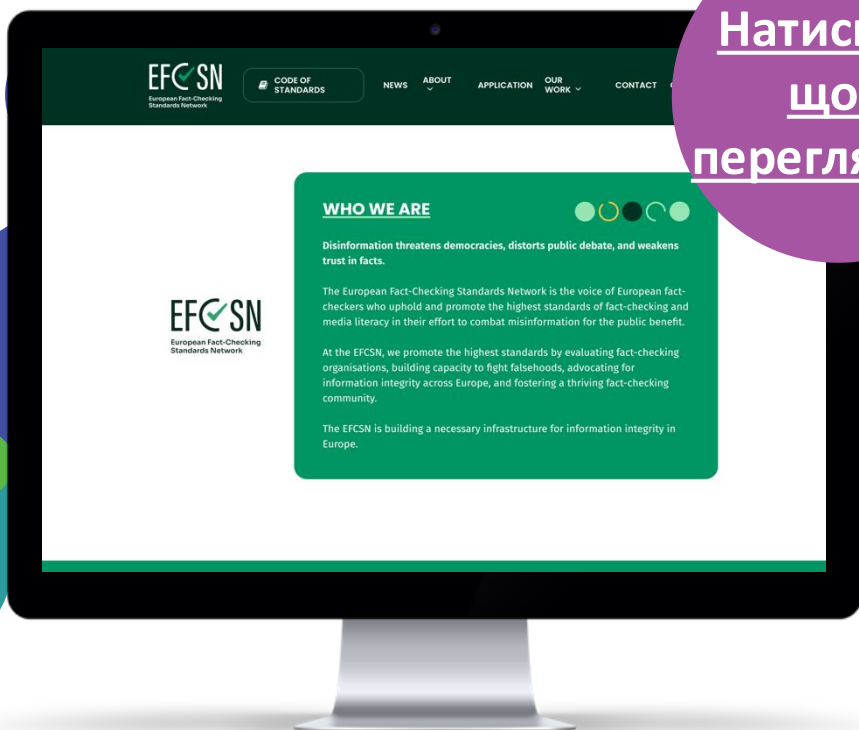 EFCSN
European Fact-Checking
Standards Network
CODE OF
STANDARDS
NEWS
ABOUT
APPLICATION
OUR
WORK
CONTACT
WHO WE ARE
Disinformation threatens democracies, distorts public debate, and weakens
trust in facts.
The European Fact-Checking Standards Network is the voice of European fact-
checkers who uphold and promote the highest standards of fact-checking and
media literacy in their effort to combat misinformation for the public benefit.
At the EFCSN, we promote the highest standards by evaluating fact-checking
organisations, building capacity to fight falsehoods, advocating for
information integrity across Europe, and fostering a thriving fact-checking
community.
The EFCSN is building a necessary infrastructure for information integrity in
Europe.
EFCSN
European Fact-Checking
Standards Network